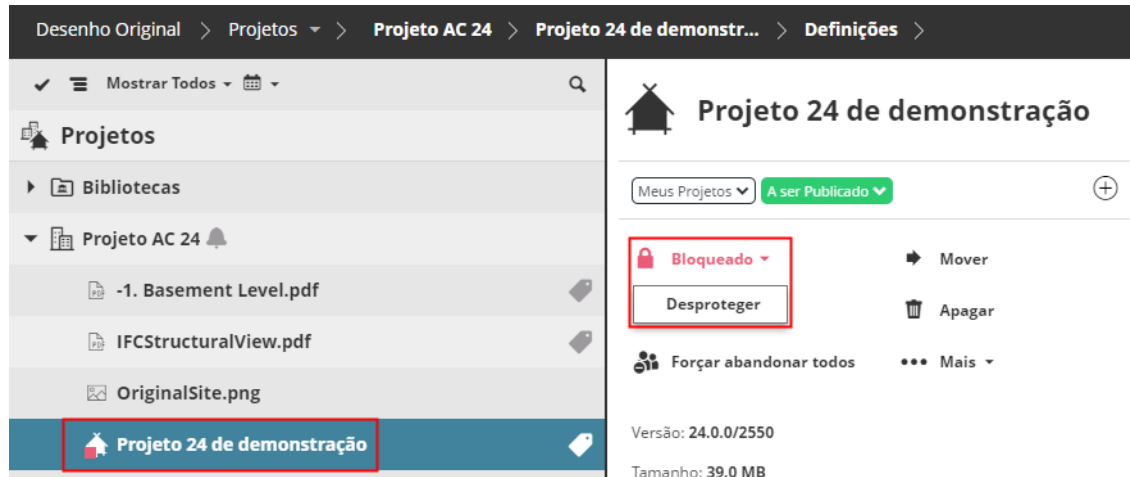 Desenho Original > Projetos > Projeto AC 24 > Projeto 24 de demonstr... > Definições >
Mostrar Todos
Projetos
Bibliotecas
Projeto AC 24
-1. Basement Level.pdf
IFCStructuralView.pdf
OriginalSite.png
Projeto 24 de demonstração
Projeto 24 de demonstração
Meus Projetos A ser Publicado
Bloqueado
Mover
Desproteger
Apagar
Forçar abandonar todos
Mais
Versão: 24.0.0/2550
Tamanho: 39.0 MB